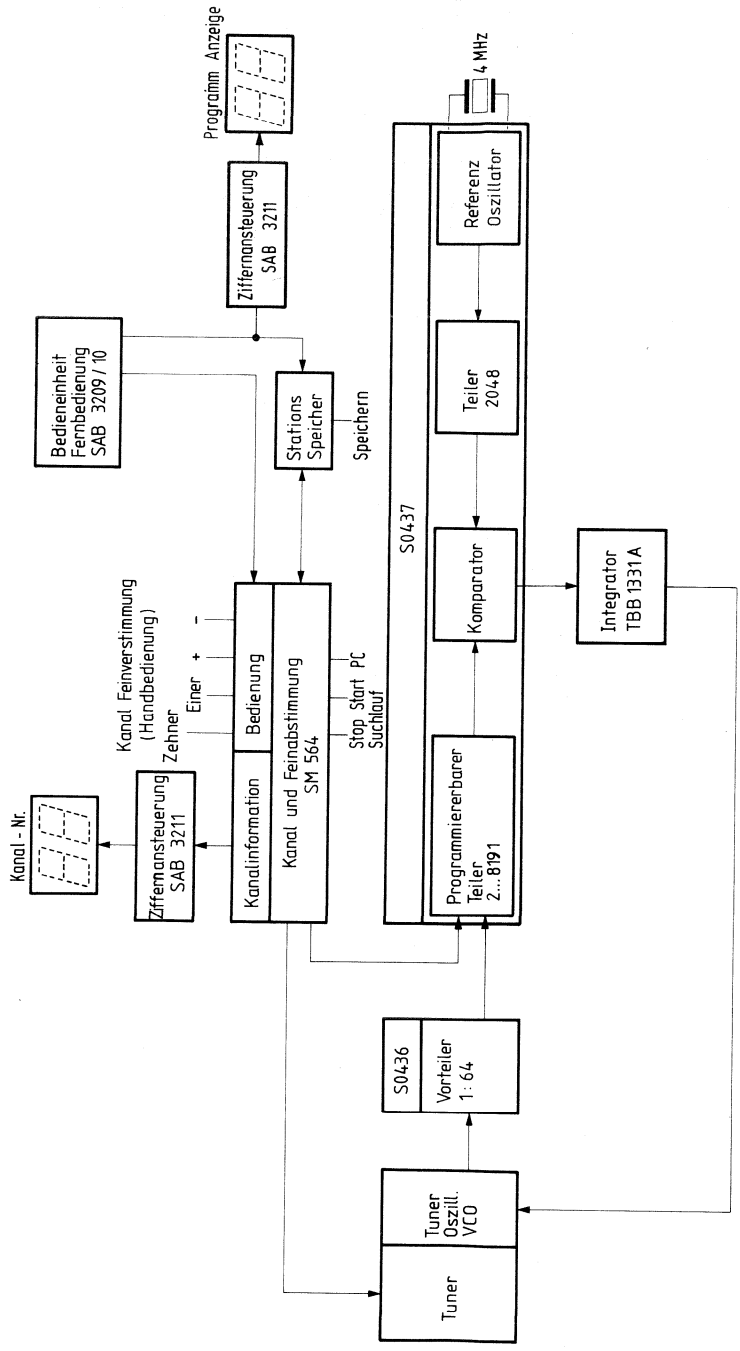 Kanal - Nr.
Ziffernansteuerung
SAB 3211
Kanal Feinverstimmung
(Handbedienung)
Zehner
Einer
+
-
Bedieneinheit
Fernbedienung
SAB 3209 / 10
Programm Anzeige
Ziffernansteuerung
SAB 3211
Kanalinformation
Bedienung
Kanal und Feinabstimmung
SM 564
Stop Start PC
Suchlauf
Stations
Speicher
Speichern
S0437
Programmiererbarer
Teiler
2...8191
Komparator
Teiler
2048
Referenz
Oszillator
4 MHz
Integrator
TBB 1331 A
S0436
Vorteiler
1:64
Tuner
Tuner
Oszill.
VCO